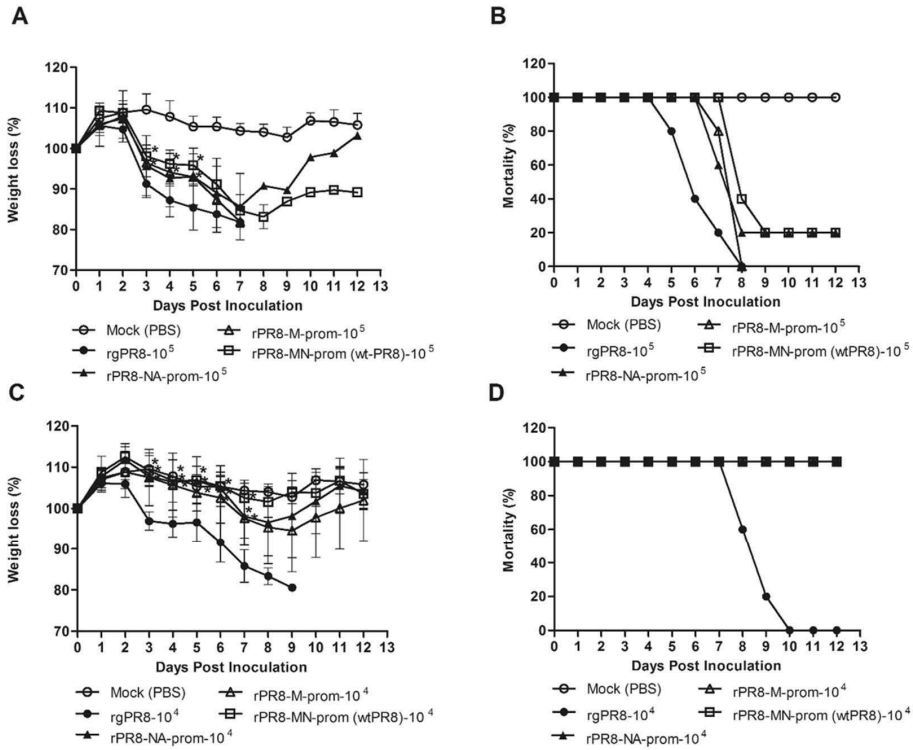 A
B
120
110
100
90
80
70
Weight loss (%)
0 1 2 3 4 5 6 7 8 9 10 11 12 13
Days Post Inoculation
* * * * * *
120
100
80
60
40
20
0
Mortality (%)
0 1 2 3 4 5 6 7 8 9 10 11 12 13
Days Post Inoculation
Mock (PBS)
rgPR8-10⁵
rPR8-NA-prom-10⁵
rPR8-M-prom-10⁵
rPR8-MN-prom (wt-PR8)-10⁵
Mock (PBS)
rgPR8-10⁵
rPR8-NA-prom-10⁵
rPR8-M-prom-10⁵
rPR8-MN-prom (wtPR8)-10⁵
C
D
120
110
100
90
80
70
Weight loss (%)
0 1 2 3 4 5 6 7 8 9 10 11 12 13
Days Post Inoculation
120
100
80
60
40
20
0
Mortality (%)
0 1 2 3 4 5 6 7 8 9 10 11 12 13
Days Post Inoculation
Mock (PBS)
rgPR8-10⁴
rPR8-NA-prom-10⁴
rPR8-M-prom-10⁴
rPR8-MN-prom (wtPR8)-10⁴
Mock (PBS)
rgPR8-10⁴
rPR8-NA-prom-10⁴
rPR8-M-prom-10⁴
rPR8-MN-prom (wtPR8)-10⁴